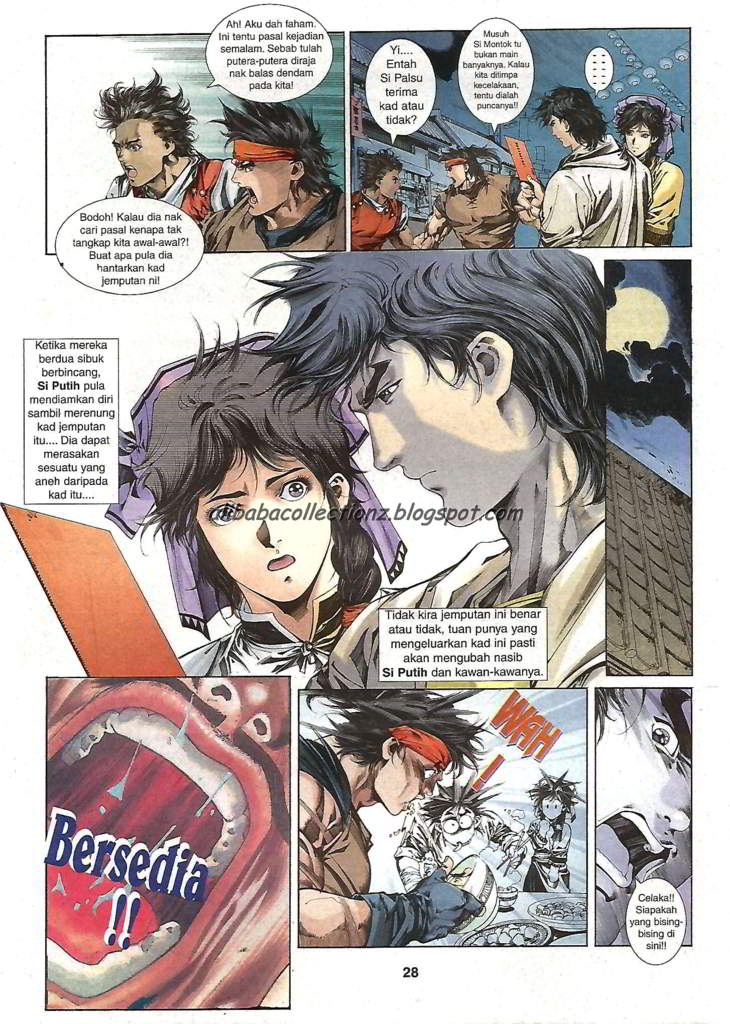 Ah! Aku dah faham.
Ini tentu pasal kejadian
semalam. Sebab tulah
putera-putera diraja
nak balas dendam
pada kita!
Bodoh! Kalau dia nak
cari pasal kenapa tak
tangkap kita awal-awal?!
Buat apa pula dia
hantarkan kad
jemputan ni!
Yi....
Entah
Si Palsu
terima
kad atau
tidak?
Musuh
Si Montok tu
bukan main
banyaknya, Kalau
kita ditimpa
kecelakaan,
tentu dialah
puncanya!!
Ketika mereka
berdua sibuk
berbincang,
Si Putih pula
mendiamkan diri
sambil merenung
kad jemputan
itu.... Dia dapat
merasakan
sesuatu yang
aneh daripada
kad itu....
alibabacollectionz.blogspot.com
Tidak kira jemputan ini benar
atau tidak, tuan punya yang
mengeluarkan kad ini pasti
akan mengubah nasib
Si Putih dan kawan-kawanya.
Bersedia
!!
WAH
!
Celaka!!
Siapakah
yang bising-
bising di
sini!!
28